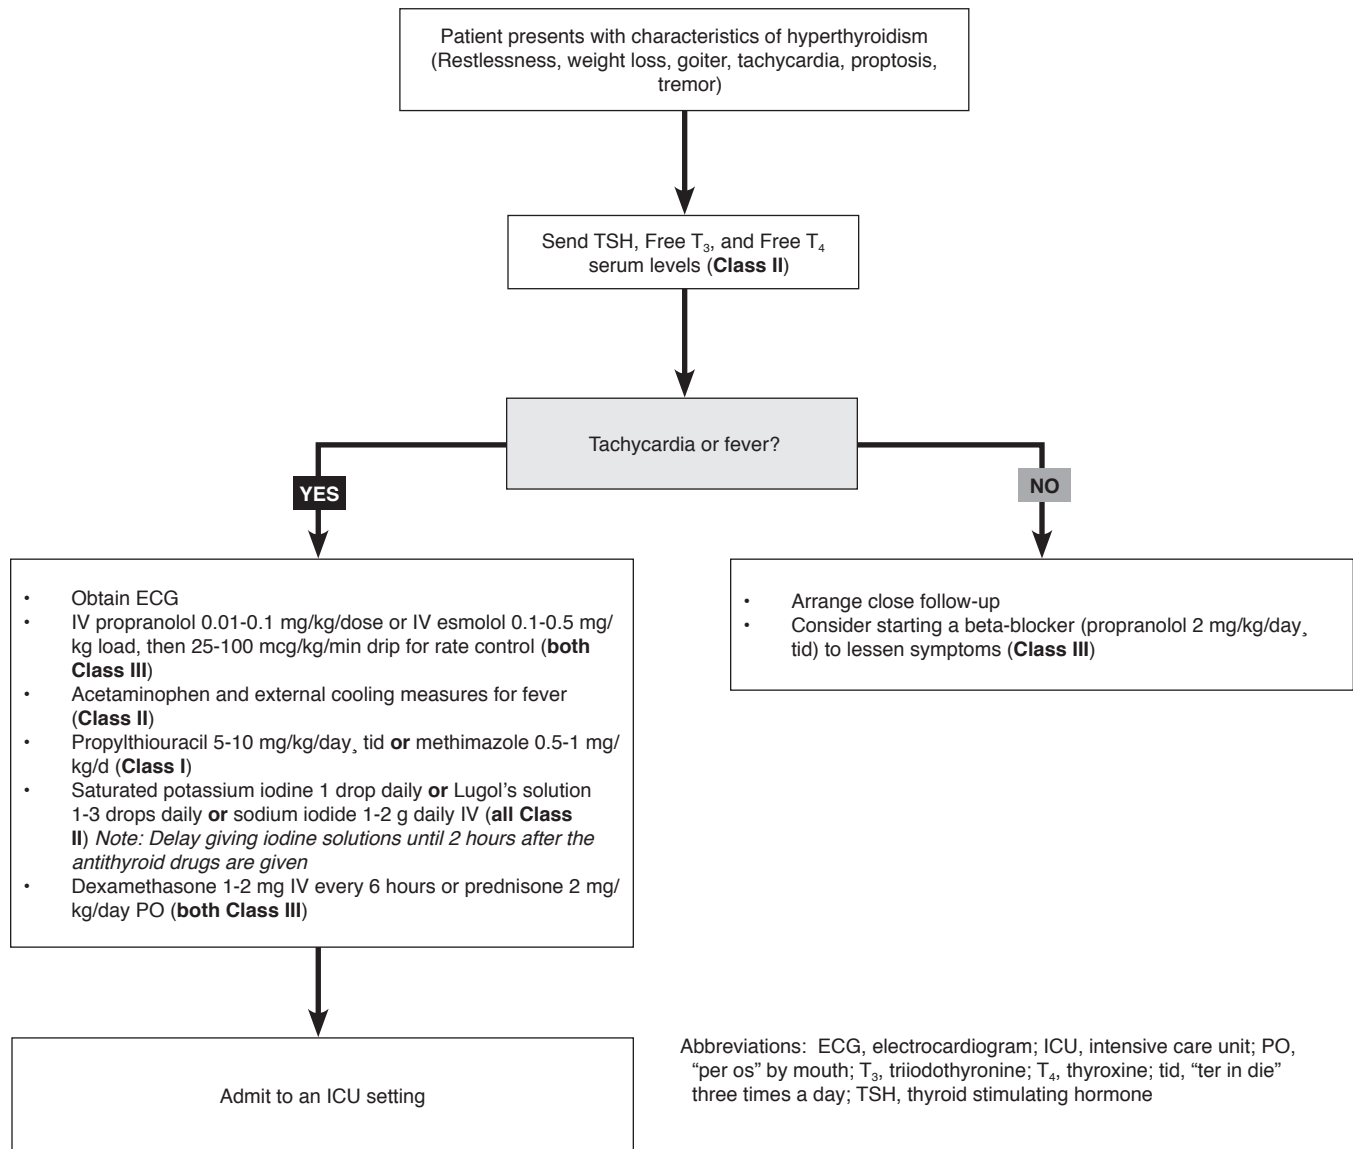 Patient presents with characteristics of hyperthyroidism
(Restlessness, weight loss, goiter, tachycardia, proptosis,
tremor)
Send TSH, Free T₃, and Free T₄
serum levels (Class II)
Tachycardia or fever?
YES
NO
• Obtain ECG
• IV propranolol 0.01-0.1 mg/kg/dose or IV esmolol 0.1-0.5 mg/
kg load, then 25-100 mcg/kg/min drip for rate control (both
Class III)
• Acetaminophen and external cooling measures for fever
(Class II)
• Propylthiouracil 5-10 mg/kg/day¸ tid or methimazole 0.5-1 mg/
kg/d (Class I)
• Saturated potassium iodine 1 drop daily or Lugol’s solution
1-3 drops daily or sodium iodide 1-2 g daily IV (all Class
II) Note: Delay giving iodine solutions until 2 hours after the
antithyroid drugs are given
• Dexamethasone 1-2 mg IV every 6 hours or prednisone 2 mg/
kg/day PO (both Class III)
• Arrange close follow-up
• Consider starting a beta-blocker (propranolol 2 mg/kg/day¸
tid) to lessen symptoms (Class III)
Admit to an ICU setting
Abbreviations: ECG, electrocardiogram; ICU, intensive care unit; PO,
“per os” by mouth; T₃, triiodothyronine; T₄, thyroxine; tid, “ter in die”
three times a day; TSH, thyroid stimulating hormone